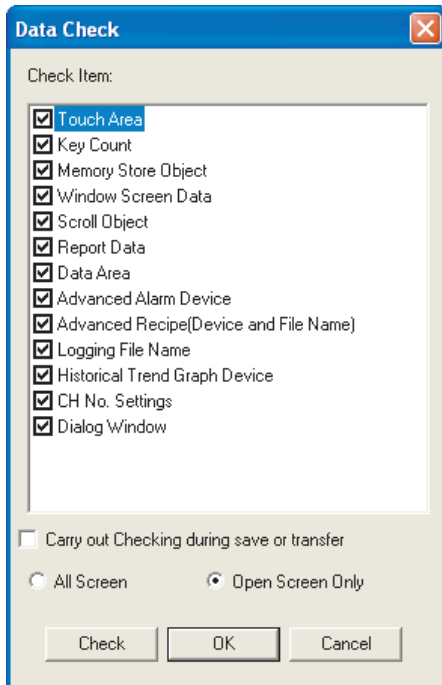 Data Check
Check Item:
Touch Area
Key Count
Memory Store Object
Window Screen Data
Scroll Object
Report Data
Data Area
Advanced Alarm Device
Advanced Recipe(Device and File Name)
Logging File Name
Historical Trend Graph Device
CH No. Settings
Dialog Window
Carry out Checking during save or transfer
All Screen Open Screen Only
Check OK Cancel